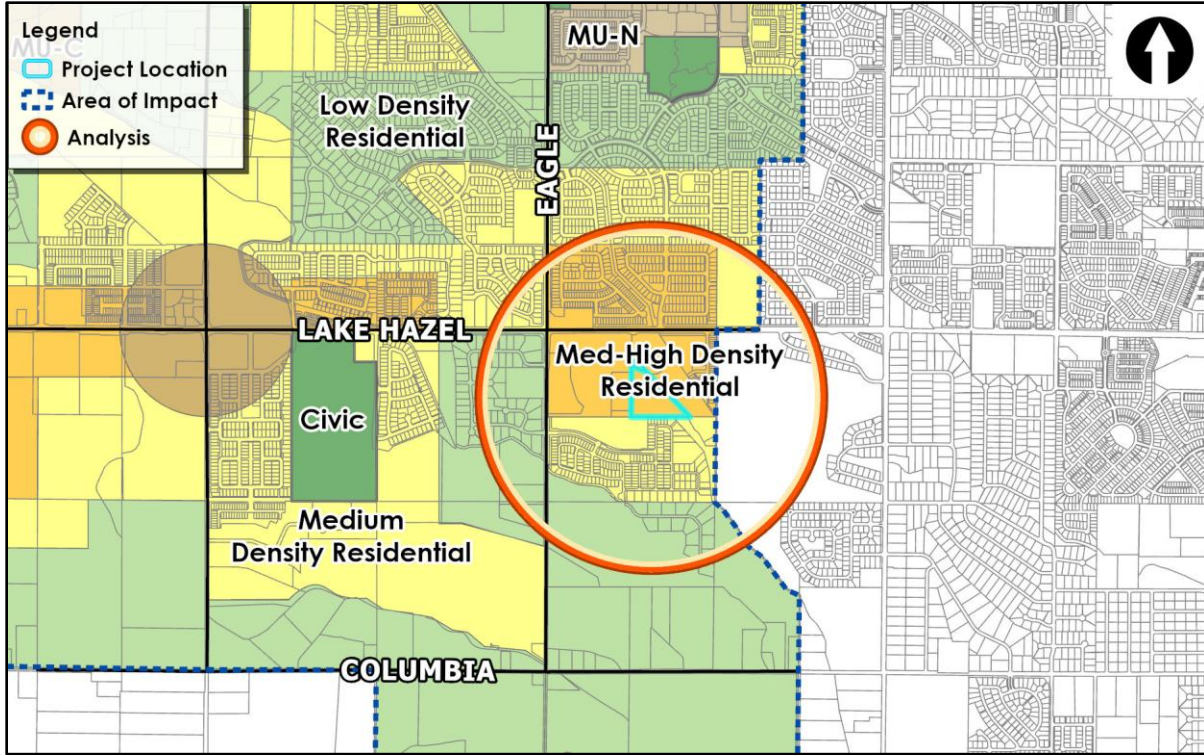 Legend
MU-C
Project Location
Area of Impact
Analysis
MU-N
Low Density
Residential
EAGLE
LAKE HAZEL
Med-High Density
Residential
Civic
Medium
Density Residential
COLUMBIA